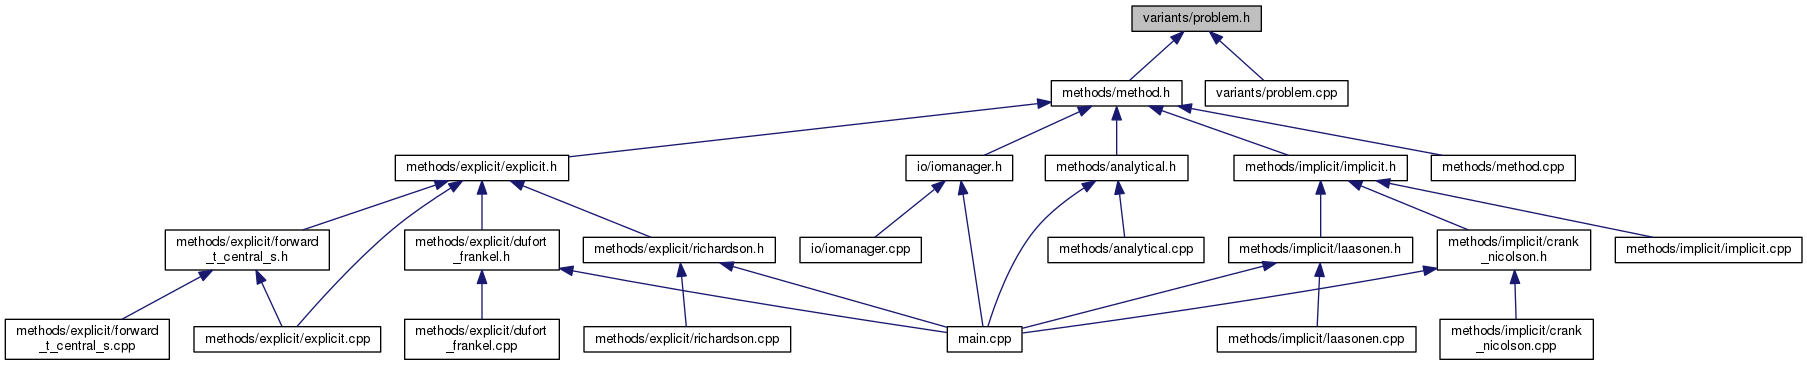 variants/problem.h
methods/method.h
variants/problem.cpp
methods/explicit/explicit.h
io/iomanager.h
methods/analytical.h
methods/implicit/implicit.h
methods/method.cpp
methods/explicit/forward
_t_central_s.h
methods/explicit/dufort
_frankel.h
methods/explicit/richardson.h
io/iomanager.cpp
methods/analytical.cpp
methods/implicit/laasonen.h
methods/implicit/crank
_nicolson.h
methods/implicit/implicit.cpp
methods/explicit/forward
_t_central_s.cpp
methods/explicit/explicit.cpp
methods/explicit/dufort
_frankel.cpp
methods/explicit/richardson.cpp
main.cpp
methods/implicit/laasonen.cpp
methods/implicit/crank
_nicolson.cpp